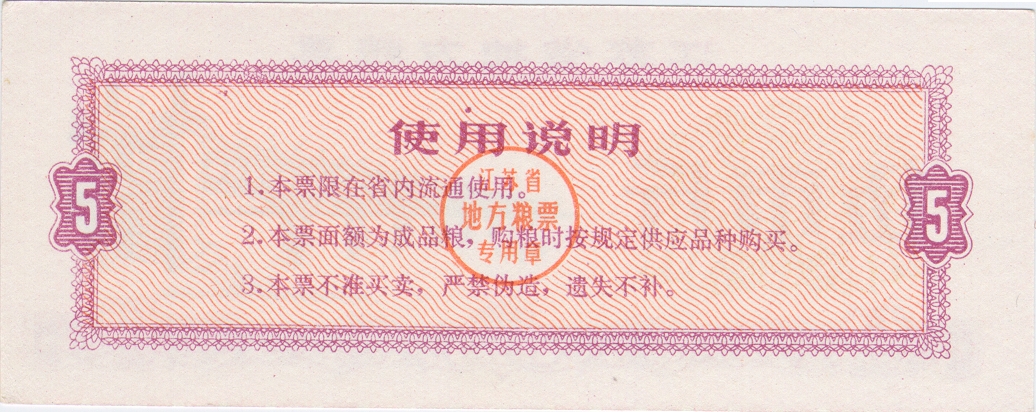 使用说明
1.本票限在省内流通使用。
2.本票面额为成品粮，购粮时按规定供应品种购买。
3.本票不准买卖，严禁伪造，遗失不补。
江苏省
地方粮票
专用章
5
5